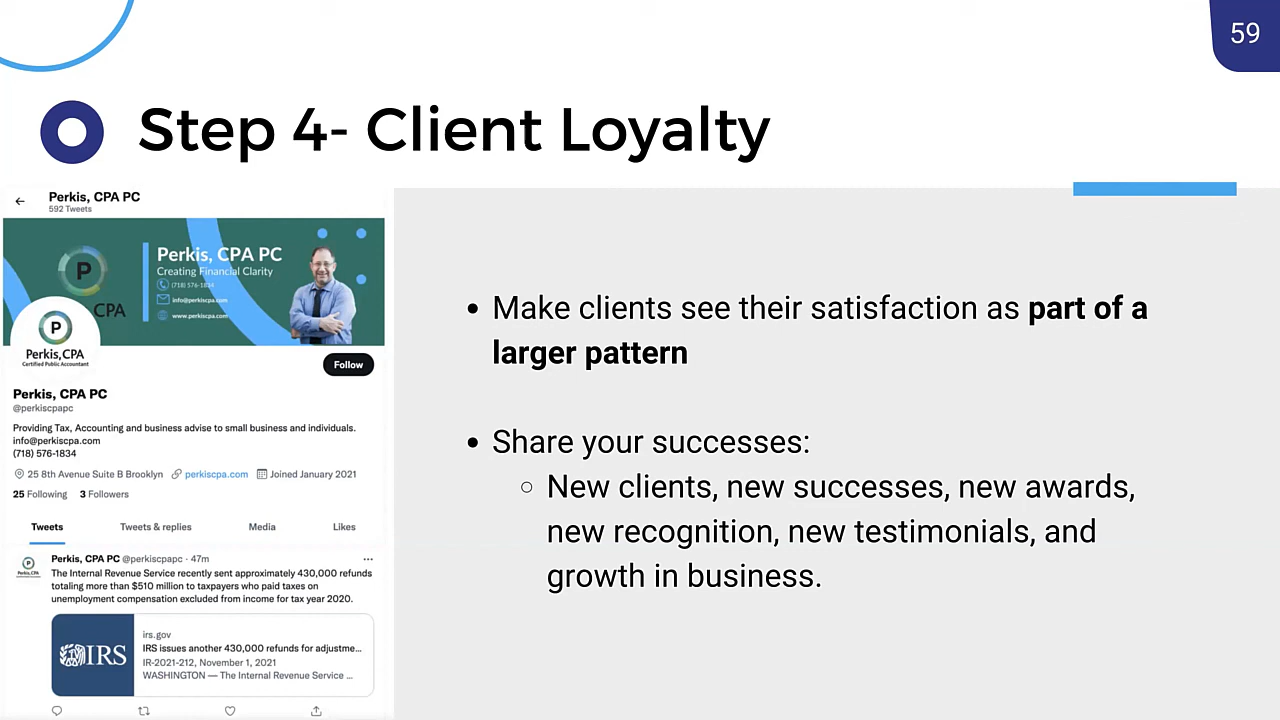 59
Step 4- Client Loyalty
Perkis, CPA PC
592 Tweets
P
CPA
Perkis, CPA PC
Creating Financial Clarity
(718) 576-1834
info@perkiscpa.com
www.perkiscpa.com
P
Perkis,CPA
Certified Public Accountant
Follow
Perkis, CPA PC
@perkiscpapc
Providing Tax, Accounting and business advise to small business and individuals.
info@perkiscpa.com
(718) 576-1834
25 8th Avenue Suite B Brooklyn perkiscpa.com Joined January 2021
25 Following 3 Followers
Tweets Tweets & replies Media Likes
Perkis, CPA PC @perkiscpapc · 47m
The Internal Revenue Service recently sent approximately 430,000 refunds
totaling more than $510 million to taxpayers who paid taxes on
unemployment compensation excluded from income for tax year 2020.
IRS
irs.gov
IRS issues another 430,000 refunds for adjustme...
IR-2021-212, November 1, 2021
WASHINGTON — The Internal Revenue Service ...
• Make clients see their satisfaction as part of a
larger pattern
• Share your successes:
○ New clients, new successes, new awards,
new recognition, new testimonials, and
growth in business.